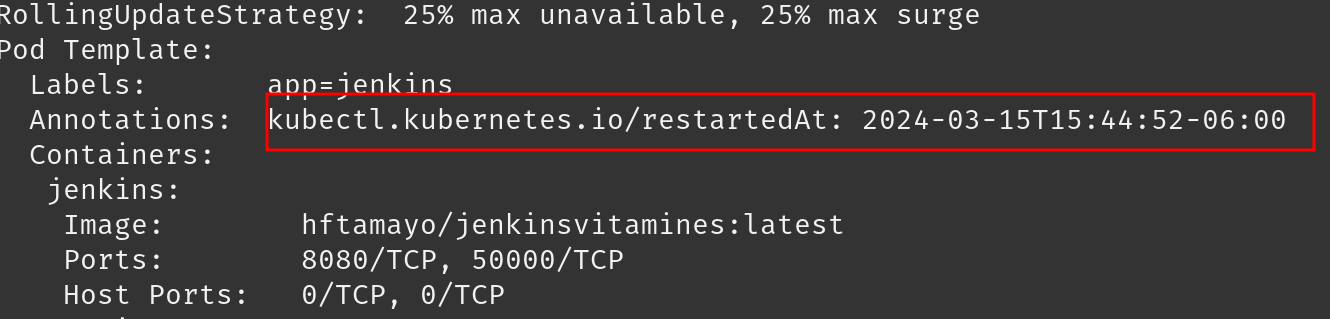 RollingUpdateStrategy:  25% max unavailable, 25% max surge
Pod Template:
  Labels:       app=jenkins
  Annotations:  kubectl.kubernetes.io/restartedAt: 2024-03-15T15:44:52-06:00
  Containers:
   jenkins:
    Image:        hftamayo/jenkinsvitamines:latest
    Ports:        8080/TCP, 50000/TCP
    Host Ports:   0/TCP, 0/TCP